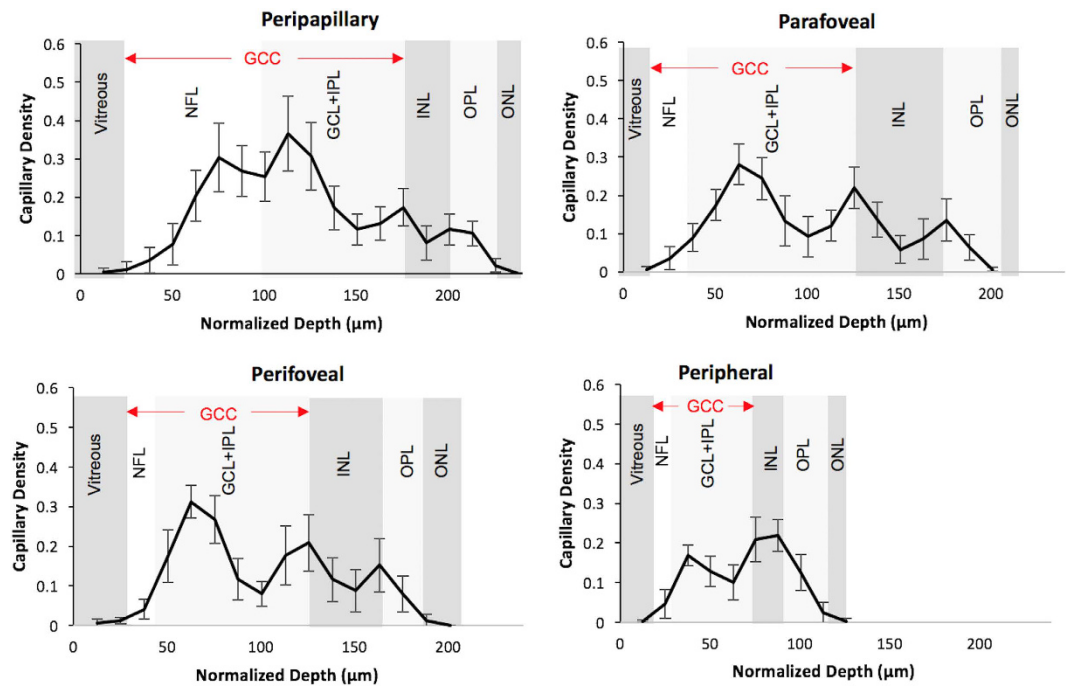 Peripapillary
0.6
0.5
0.4
0.3
0.2
0.1
0
Capillary Density
GCC
Vitreous
NFL
GCL+IPL
INL
OPL
ONL
0 50 100 150 200
Normalized Depth (µm)
Parafoveal
0.6
0.5
0.4
0.3
0.2
0.1
0
Capillary Density
GCC
Vitreous
NFL
GCL+IPL
INL
OPL
ONL
0 50 100 150 200
Normalized Depth (µm)
Perifoveal
0.6
0.5
0.4
0.3
0.2
0.1
0
Capillary Density
GCC
Vitreous
NFL
GCL+IPL
INL
OPL
ONL
0 50 100 150 200
Normalized Depth (µm)
Peripheral
0.6
0.5
0.4
0.3
0.2
0.1
0
Capillary Density
GCC
Vitreous
NFL
GCL+IPL
INL
OPL
ONL
0 50 100 150 200
Normalized Depth (µm)